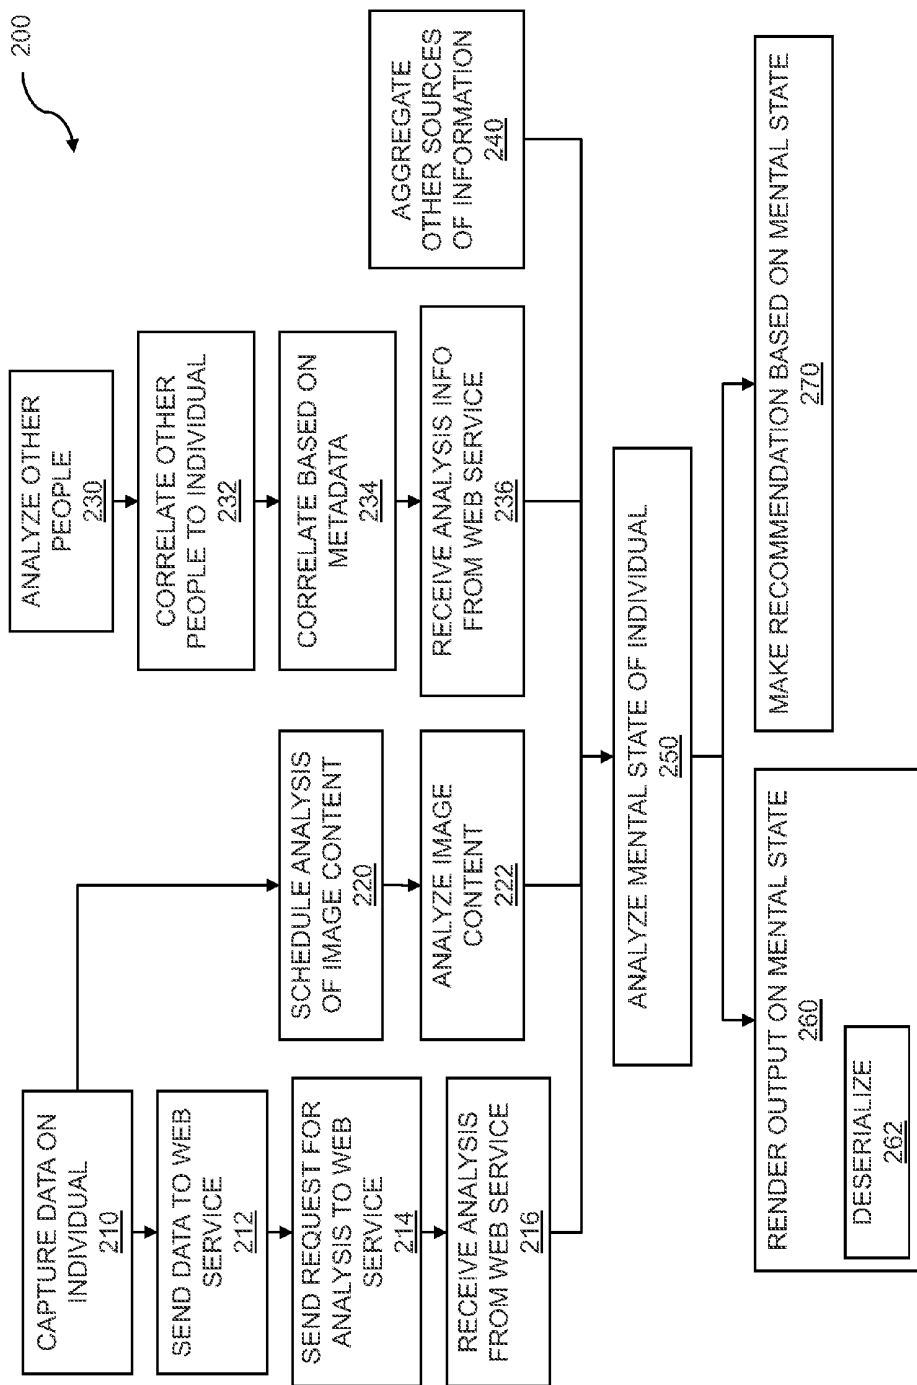 200
CAPTURE DATA ON
INDIVIDUAL
210
SEND DATA TO WEB
SERVICE
212
SEND REQUEST FOR
ANALYSIS TO WEB
SERVICE
214
RECEIVE ANALYSIS
FROM WEB SERVICE
216
SCHEDULE ANALYSIS
OF IMAGE CONTENT
220
ANALYZE IMAGE
CONTENT
222
ANALYZE OTHER
PEOPLE
230
CORRELATE OTHER
PEOPLE TO INDIVIDUAL
232
CORRELATE BASED ON
METADATA
234
RECEIVE ANALYSIS INFO
FROM WEB SERVICE
236
AGGREGATE
OTHER SOURCES
OF INFORMATION
240
ANALYZE MENTAL STATE OF INDIVIDUAL
250
RENDER OUTPUT ON MENTAL STATE
260
DESERIALIZE
262
MAKE RECOMMENDATION BASED ON MENTAL STATE
270